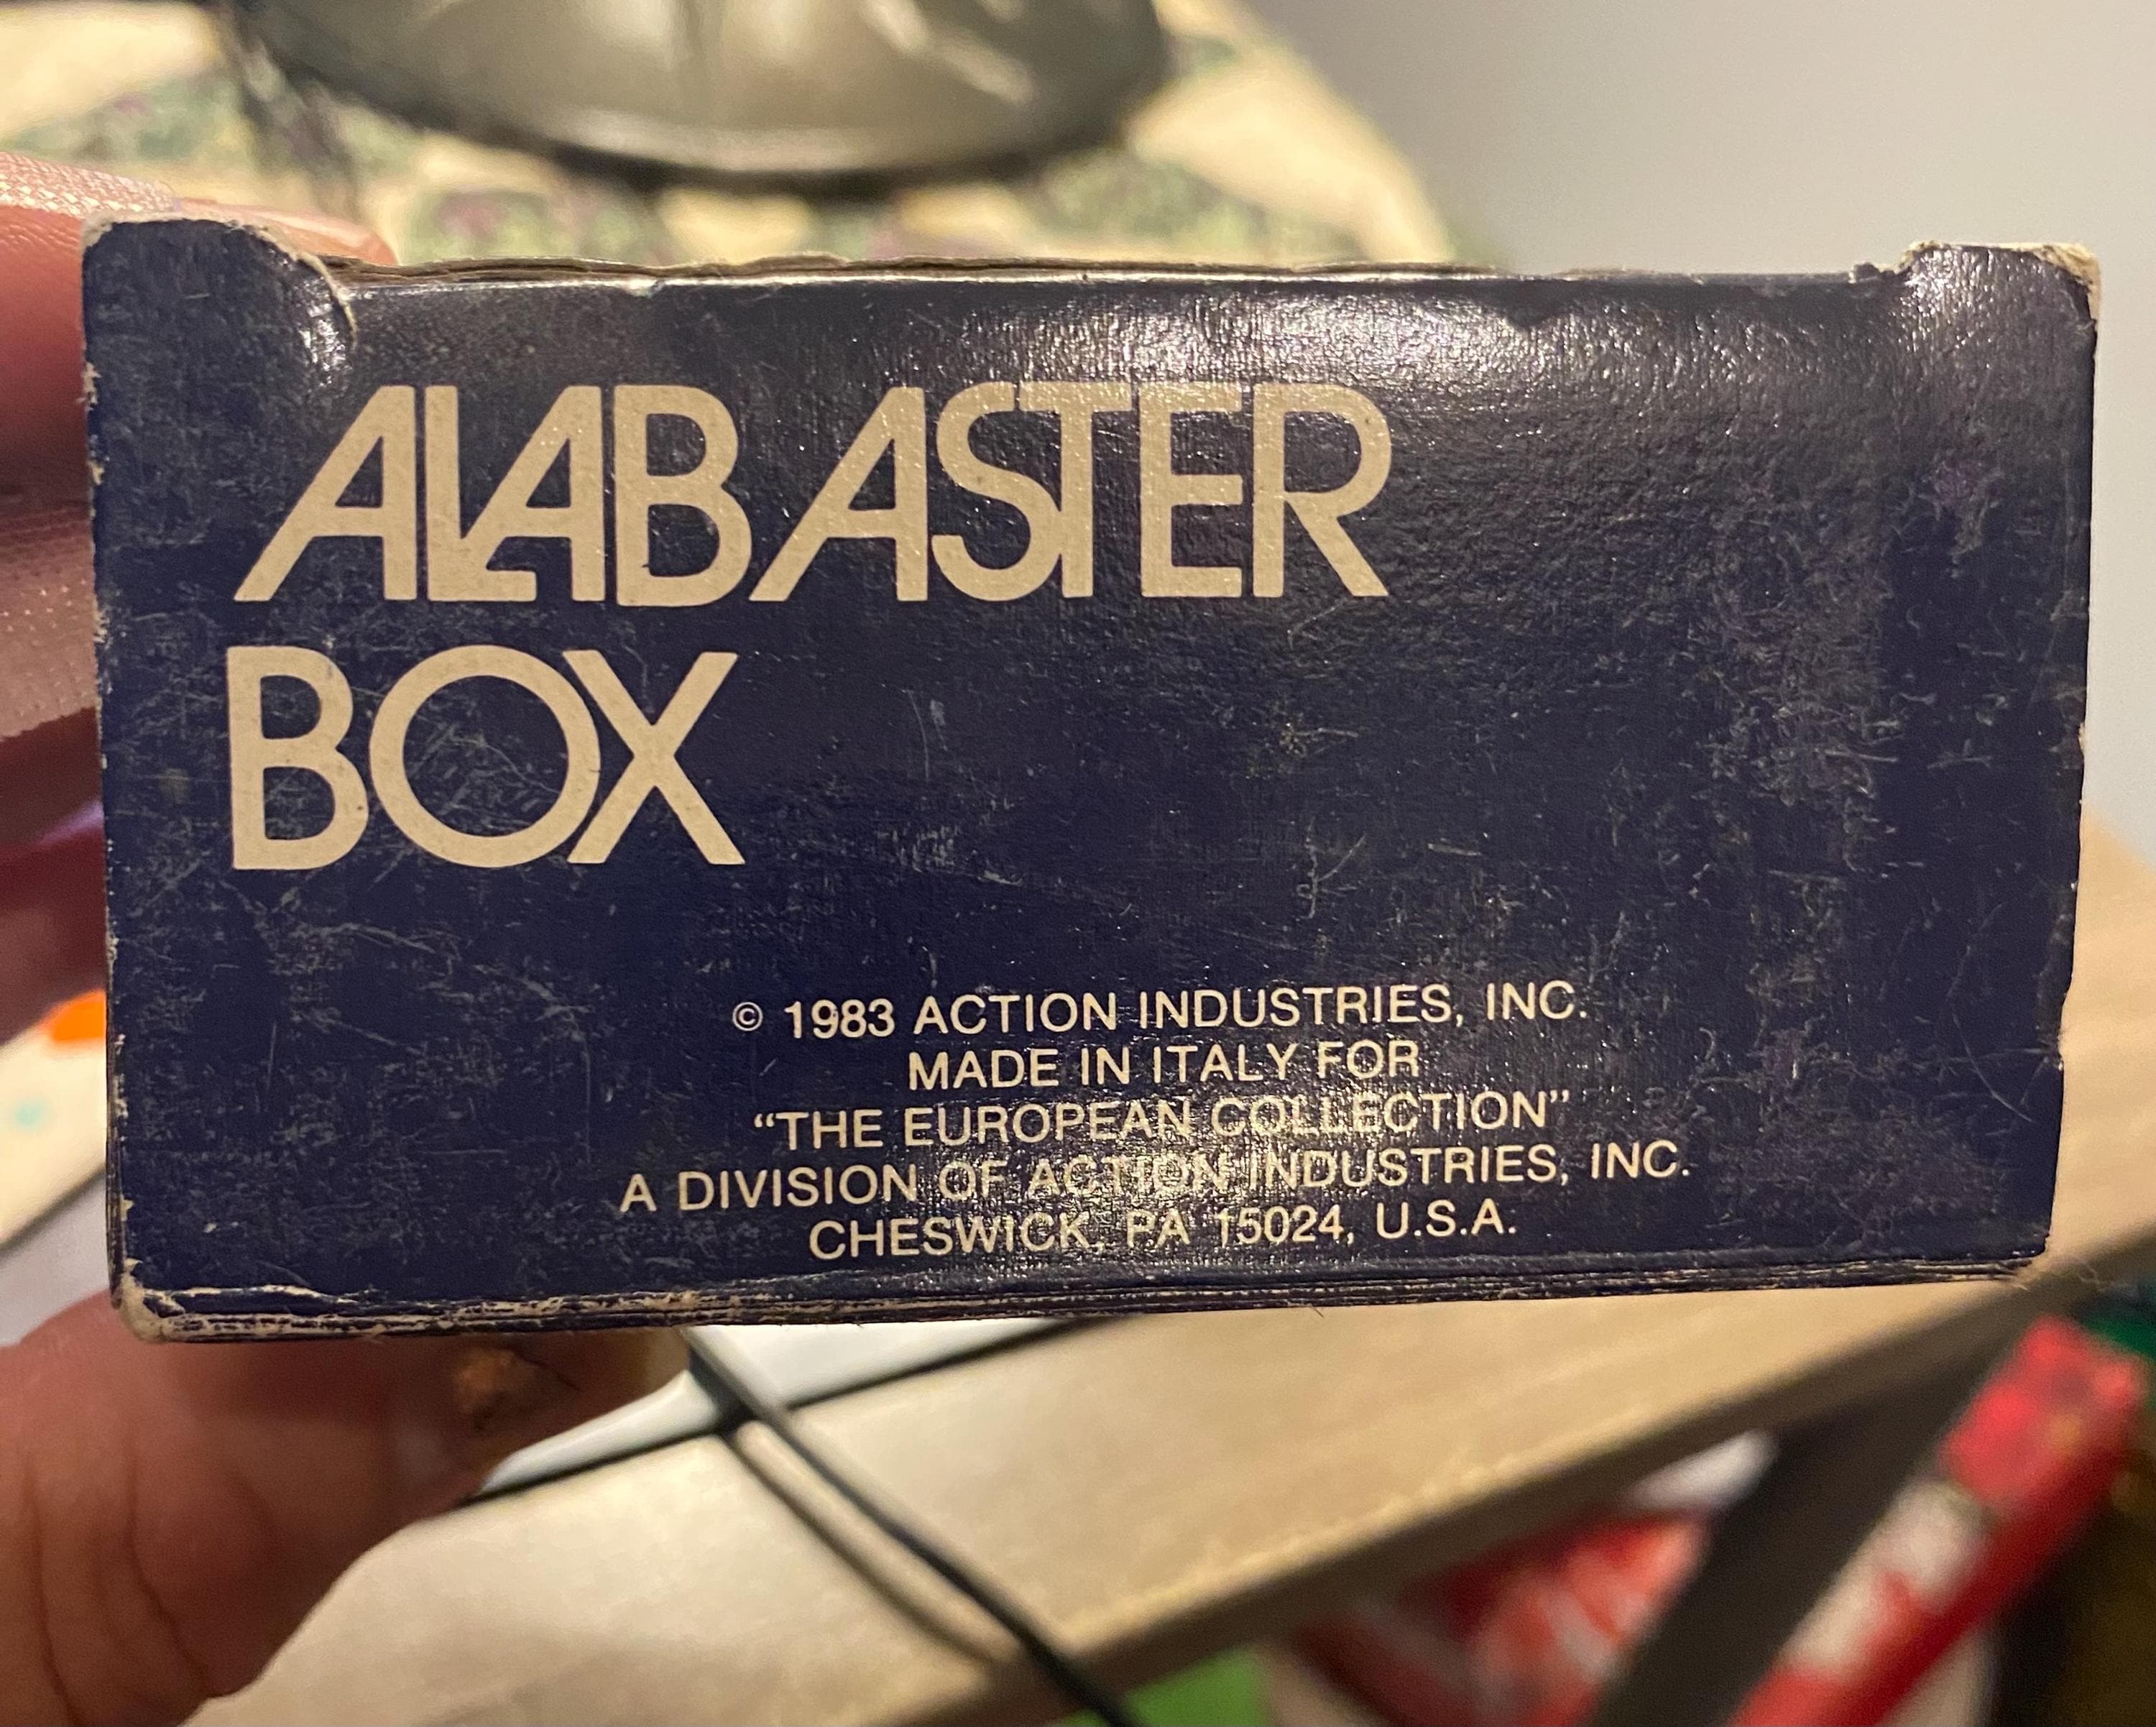 ALABASTER
BOX
© 1983 ACTION INDUSTRIES, INC.
MADE IN ITALY FOR
“THE EUROPEAN COLLECTION”
A DIVISION OF ACTION INDUSTRIES, INC.
CHESWICK, PA 15024, U.S.A.